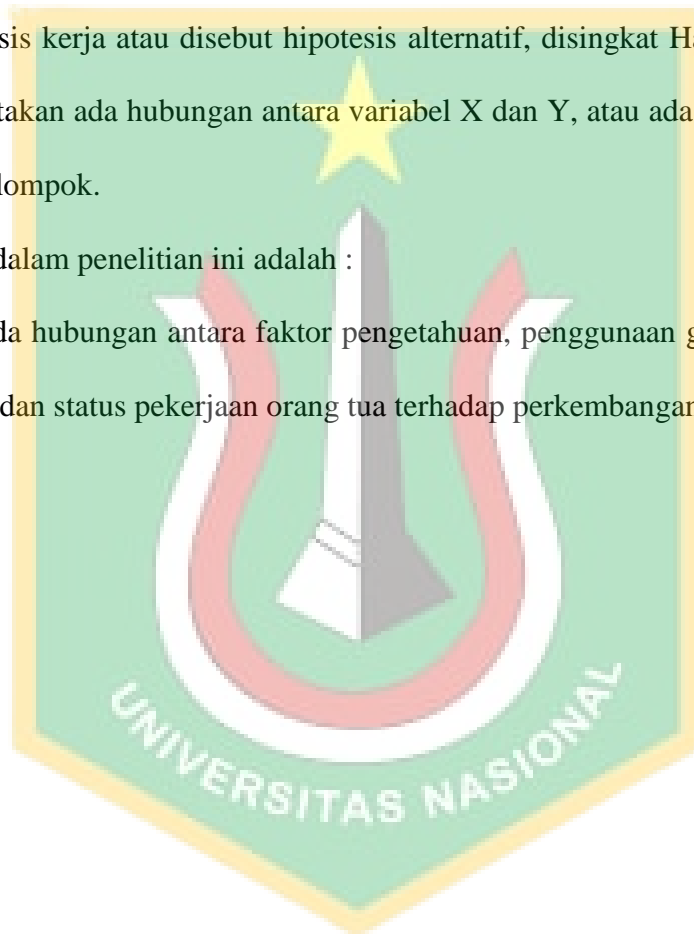 sis kerja atau disebut hipotesis alternatif, disingkat Ha
takan ada hubungan antara variabel X dan Y, atau ada
lompok.
dalam penelitian ini adalah :
da hubungan antara faktor pengetahuan, penggunaan g
dan status pekerjaan orang tua terhadap perkembangan
UNIVERSITAS NASIONAL